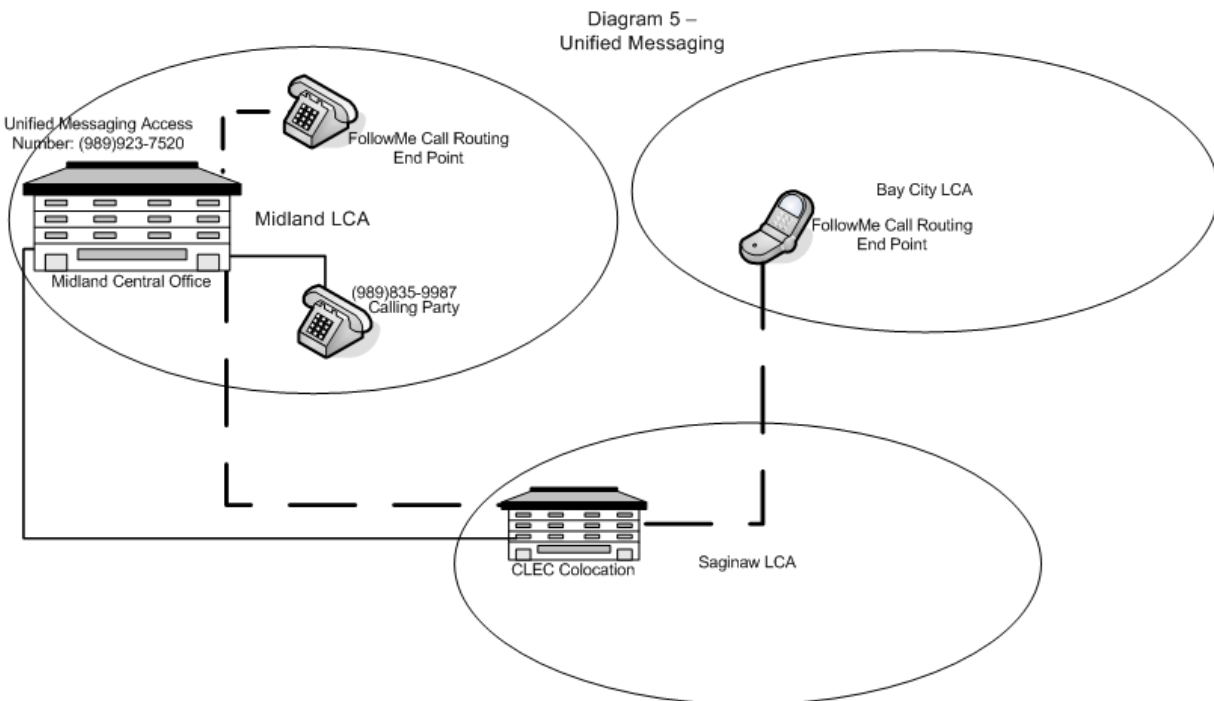 Diagram 5 –
Unified Messaging
Unified Messaging Access
Number: (989)923-7520
FollowMe Call Routing
End Point
Midland LCA
Midland Central Office
(989)835-9987
Calling Party
Bay City LCA
FollowMe Call Routing
End Point
CLEC Colocation
Saginaw LCA